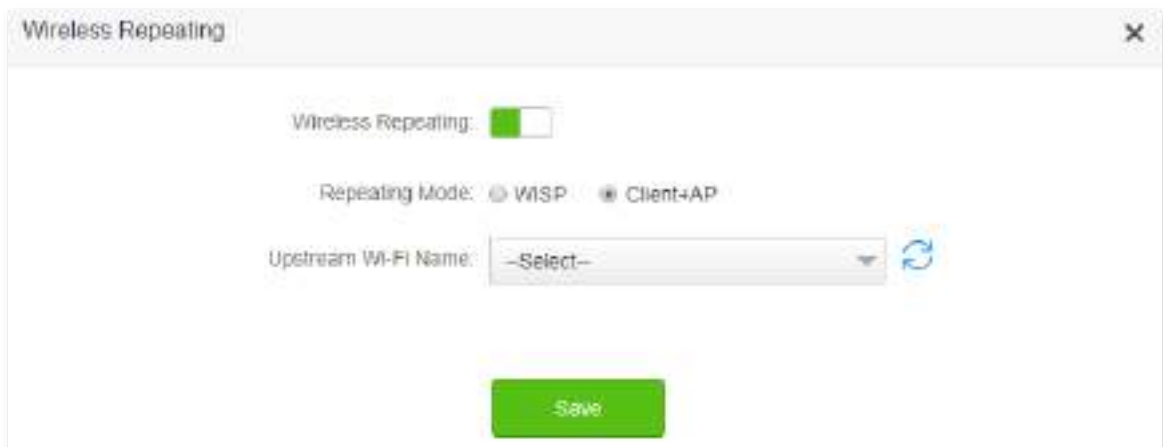 Wireless Repeating
Wireless Repeating:
Repeating Mode: WISP Client+AP
Upstream Wi-Fi Name: --Select--
Save